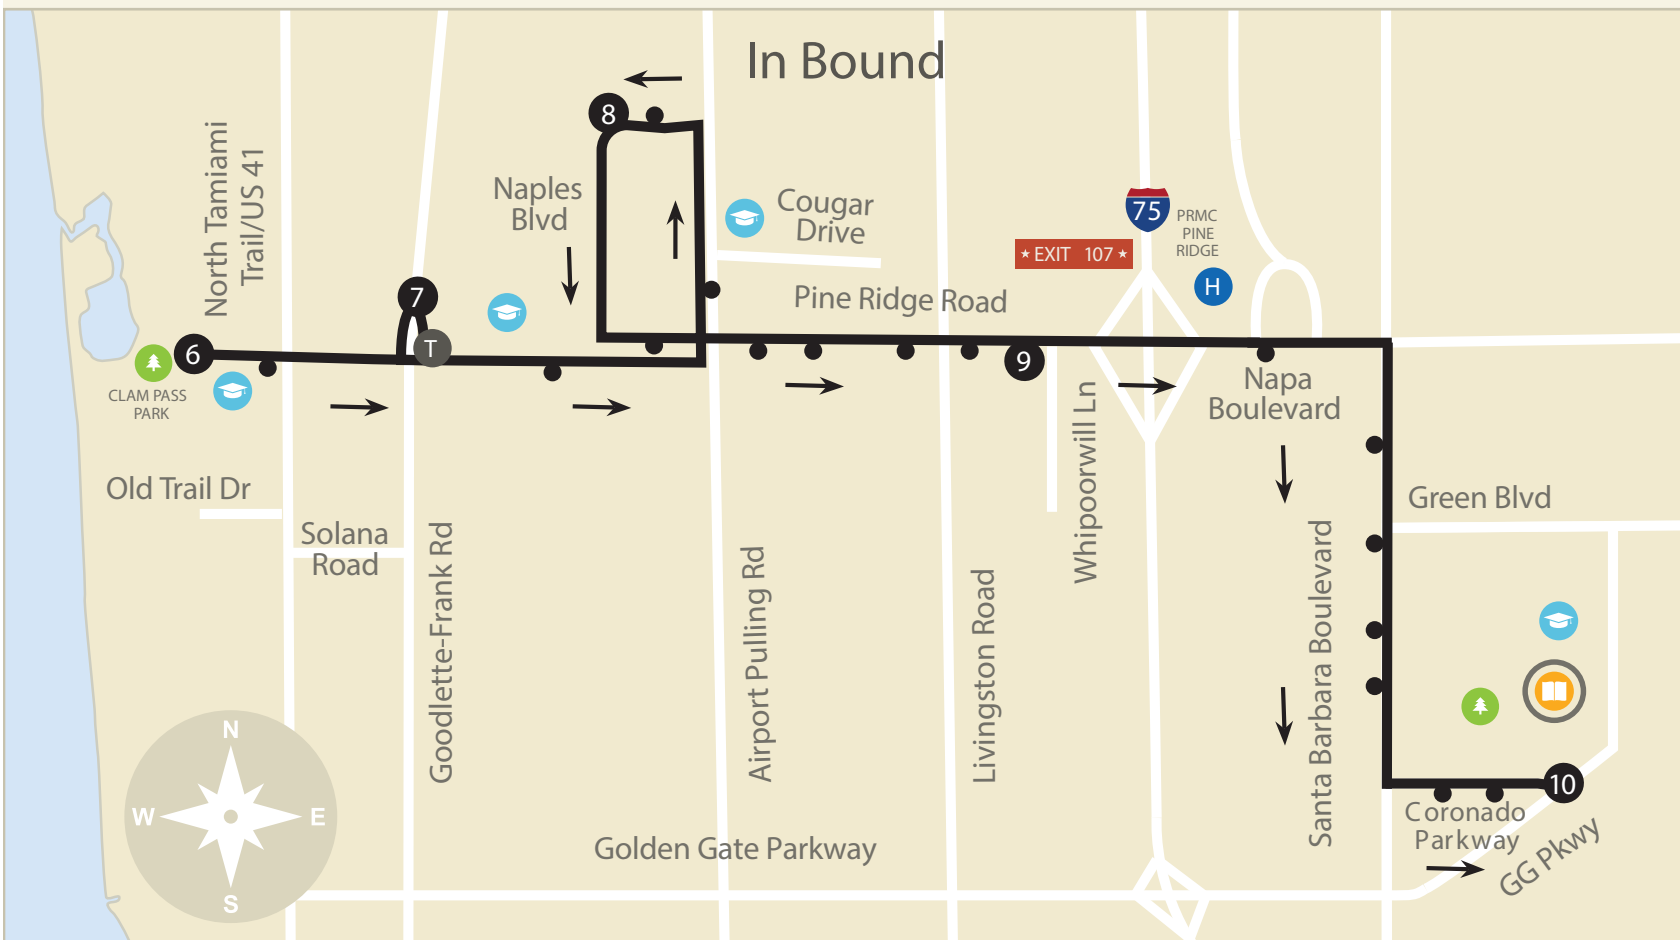 In Bound
8
North Tamiami
Trail/US 41
Naples
Blvd
Cougar
Drive
75
PRMC
PINE
RIDGE
EXIT 107
H
7
Pine Ridge Road
T
6
9
CLAM PASS
PARK
Napa
Boulevard
Old Trail Dr
Solana
Road
Goodlette-Frank Rd
Airport Pulling Rd
Livingston Road
Whipoorwill Ln
Santa Barbara Boulevard
Green Blvd
10
Coronado
Parkway
GG Pkwy
Golden Gate Parkway
N
W
E
S